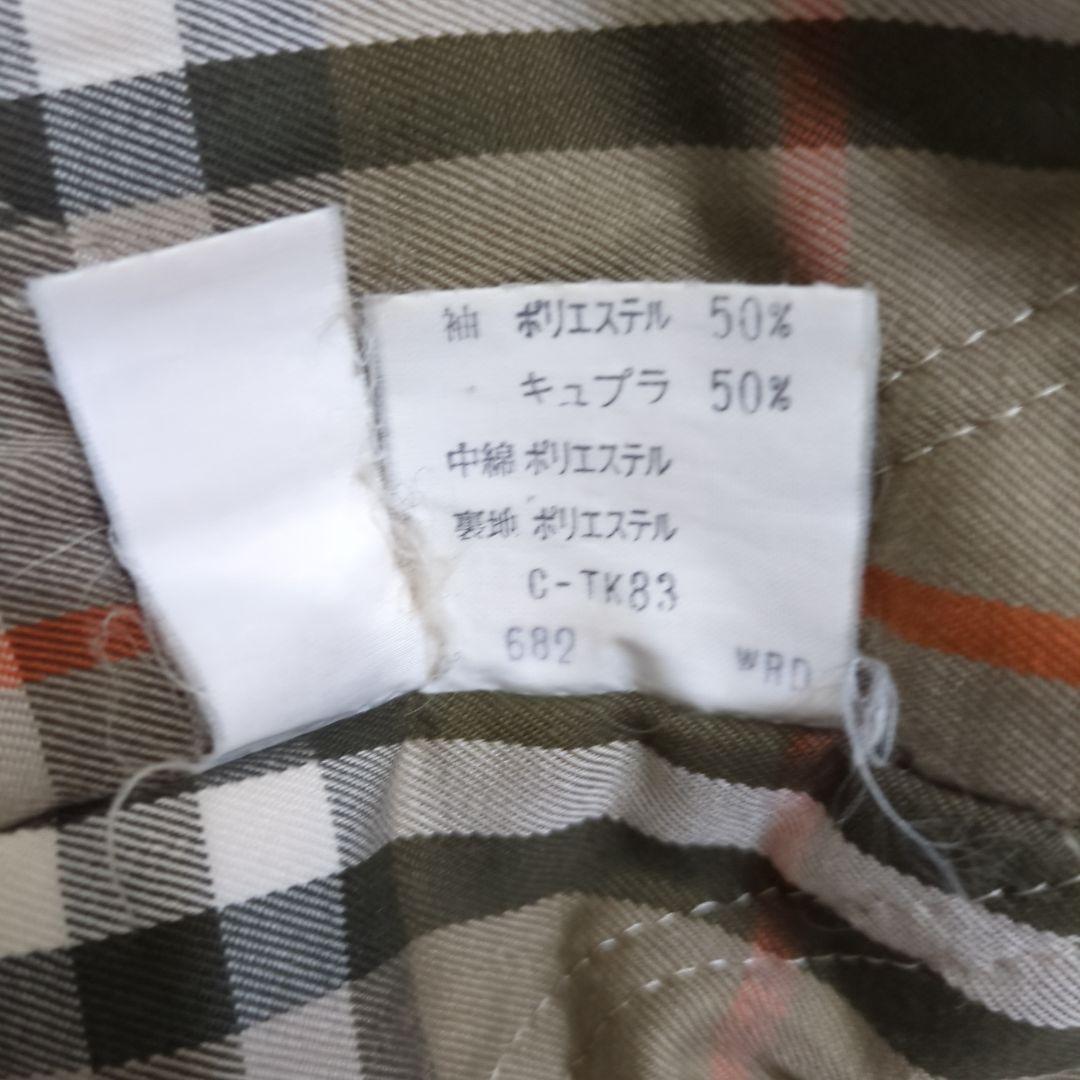 袖 ポリエステル 50%
キュプラ 50%
中綿 ポリエステル
裏地 ポリエステル
C-TK83
682 WRD